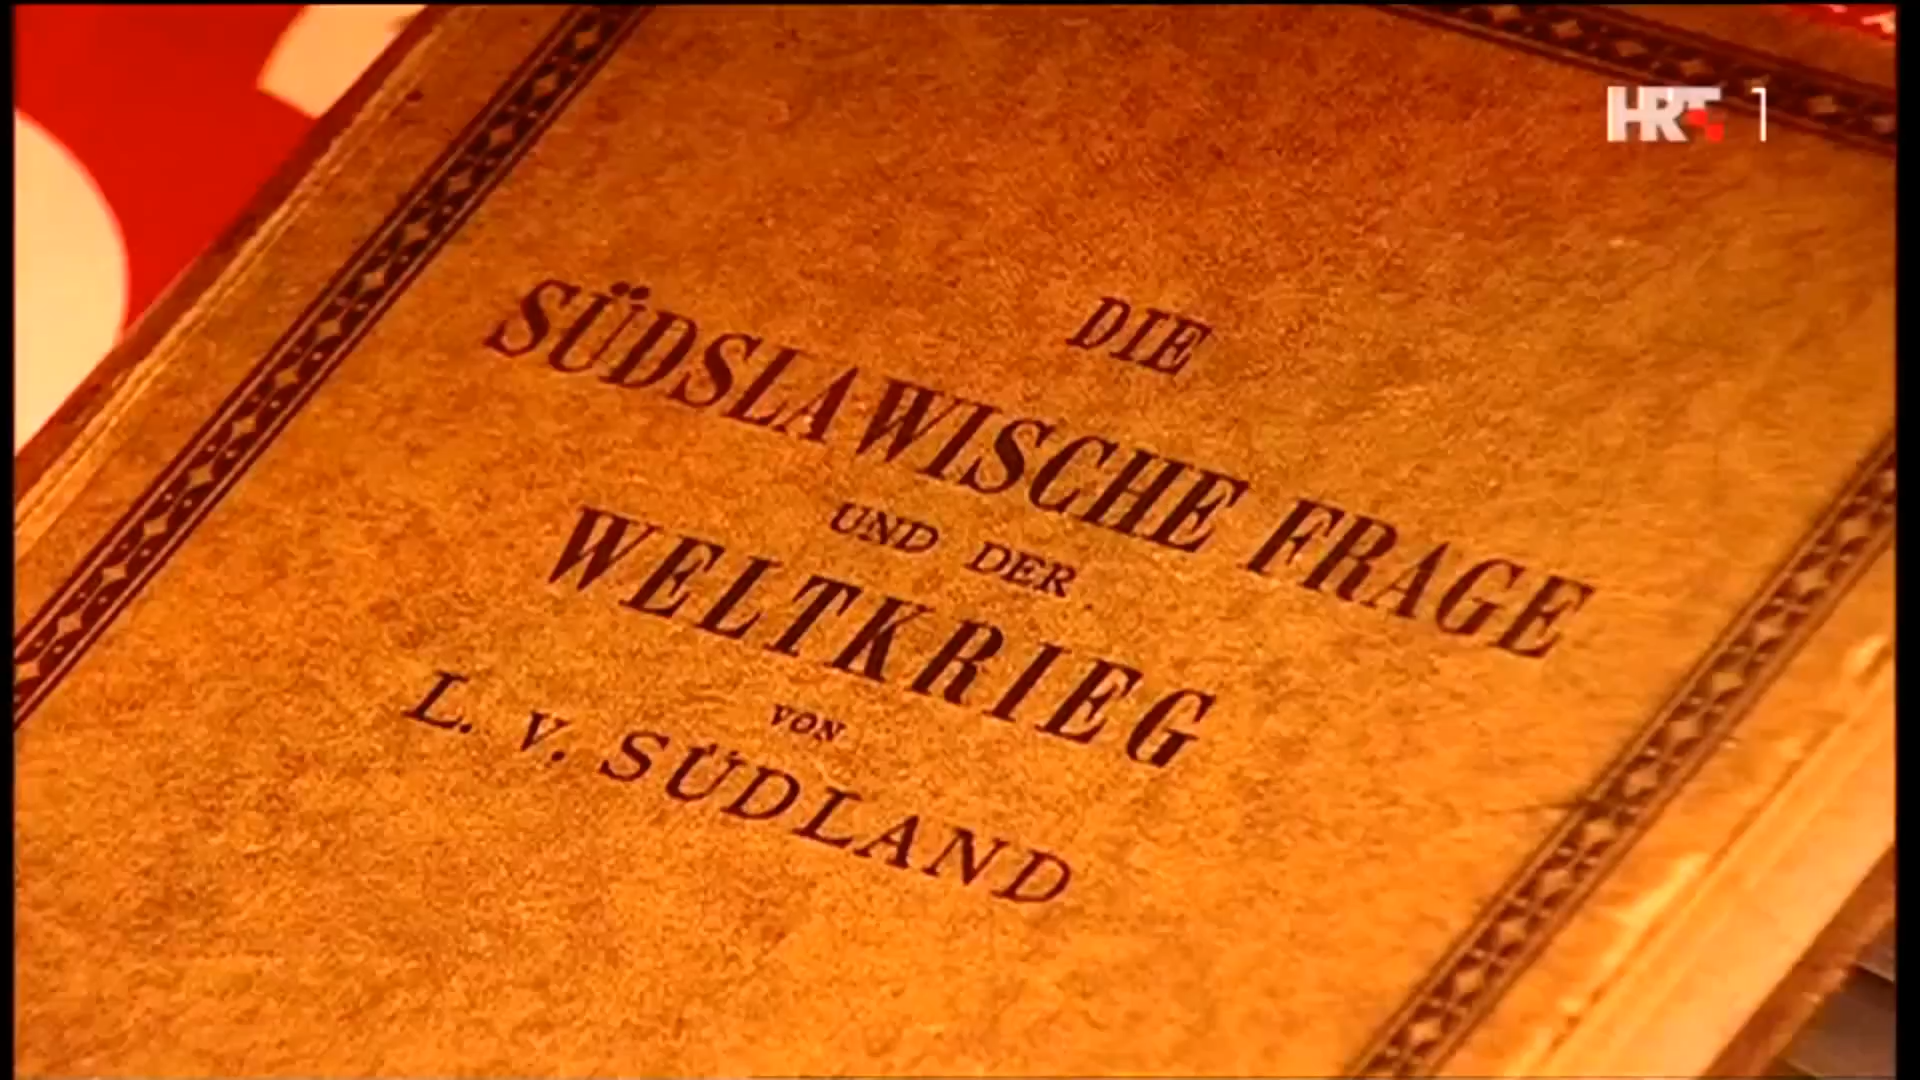 HRT 1
DIE
SÜDSLAWISCHE FRAGE
UND DER
WELTKRIEG
VON
L. V. SÜDLAND